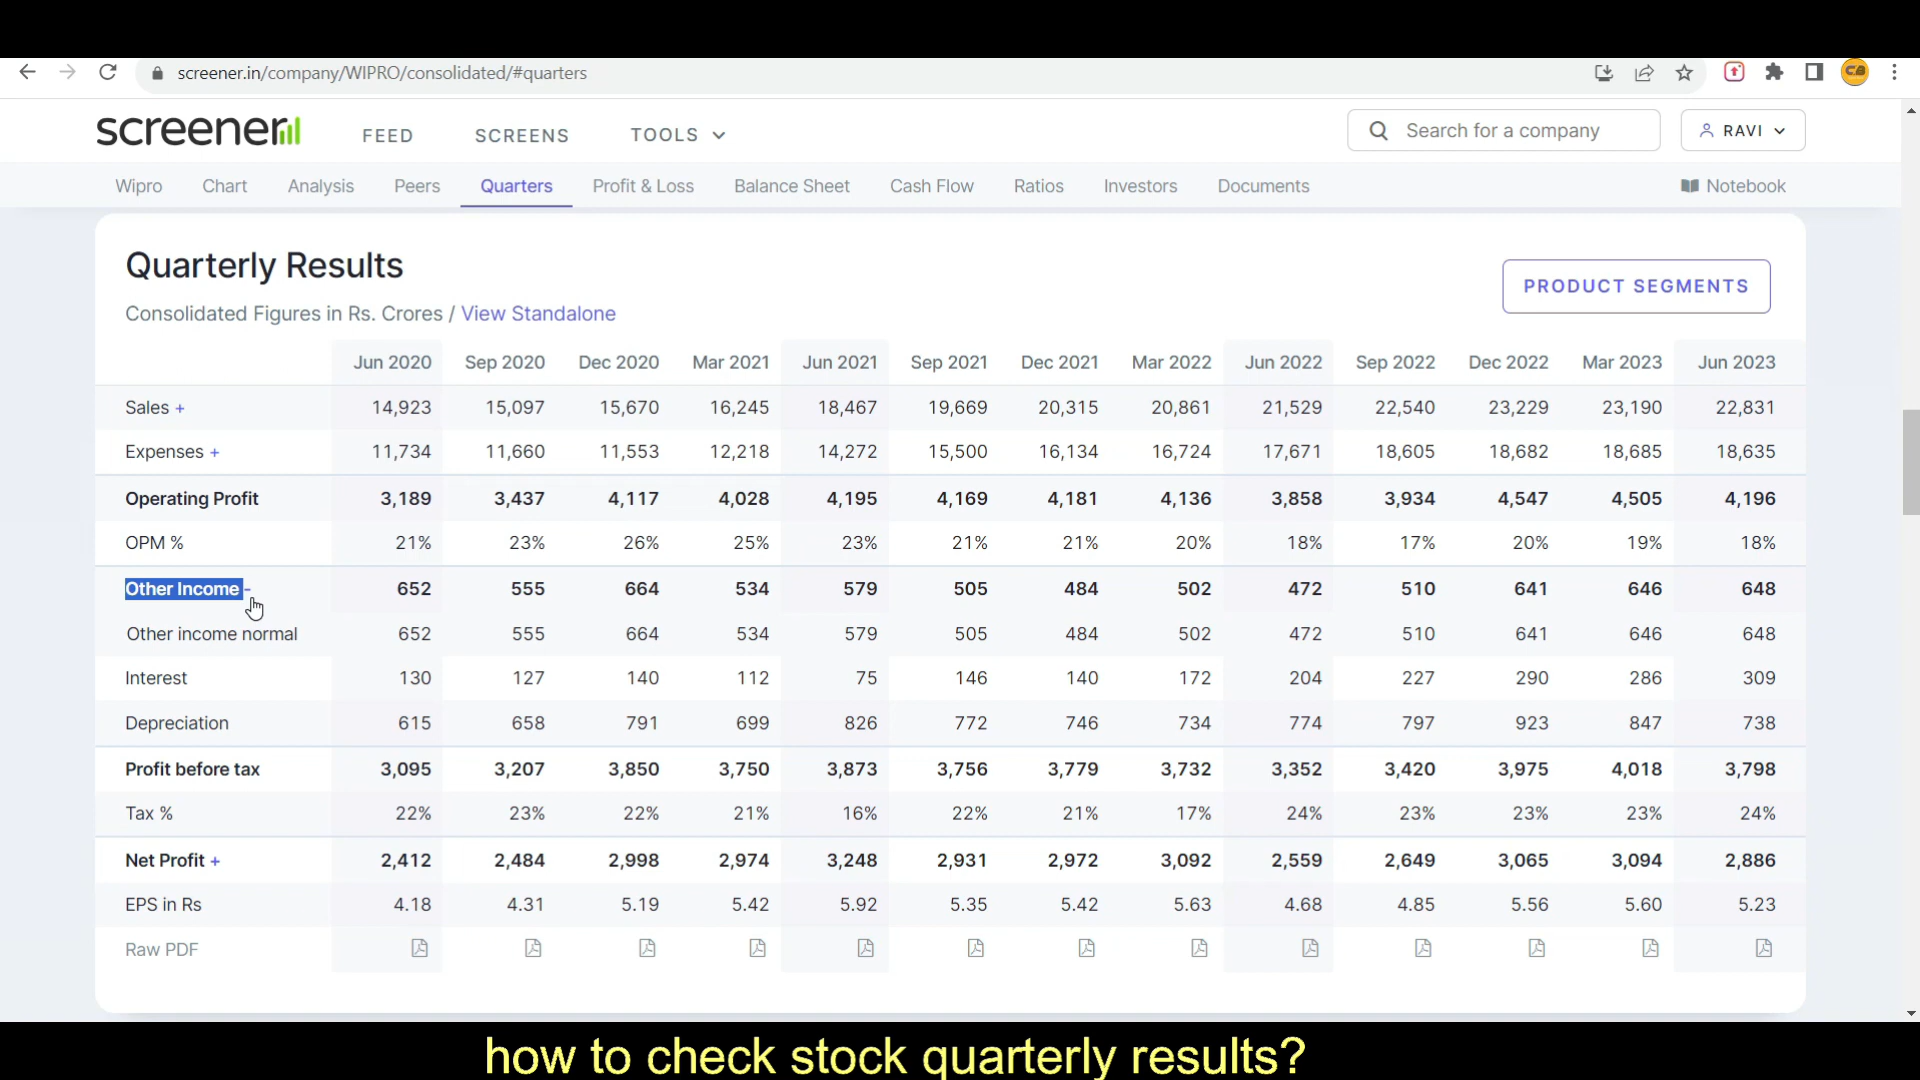 screener.in/company/WIPRO/consolidated/#quarters
CB
screener FEED SCREENS TOOLS Search for a company RAVI
Wipro Chart Analysis Peers Quarters Profit & Loss Balance Sheet Cash Flow Ratios Investors Documents Notebook
Quarterly Results
PRODUCT SEGMENTS
Consolidated Figures in Rs. Crores / View Standalone
Jun 2020 Sep 2020 Dec 2020 Mar 2021 Jun 2021 Sep 2021 Dec 2021 Mar 2022 Jun 2022 Sep 2022 Dec 2022 Mar 2023 Jun 2023
Sales + 14,923 15,097 15,670 16,245 18,467 19,669 20,315 20,861 21,529 22,540 23,229 23,190 22,831
Expenses + 11,734 11,660 11,553 12,218 14,272 15,500 16,134 16,724 17,671 18,605 18,682 18,685 18,635
Operating Profit 3,189 3,437 4,117 4,028 4,195 4,169 4,181 4,136 3,858 3,934 4,547 4,505 4,196
OPM % 21% 23% 26% 25% 23% 21% 21% 20% 18% 17% 20% 19% 18%
Other Income - 652 555 664 534 579 505 484 502 472 510 641 646 648
Other income normal 652 555 664 534 579 505 484 502 472 510 641 646 648
Interest 130 127 140 112 75 146 140 172 204 227 290 286 309
Depreciation 615 658 791 699 826 772 746 734 774 797 923 847 738
Profit before tax 3,095 3,207 3,850 3,750 3,873 3,756 3,779 3,732 3,352 3,420 3,975 4,018 3,798
Tax % 22% 23% 22% 21% 16% 22% 21% 17% 24% 23% 23% 23% 24%
Net Profit + 2,412 2,484 2,998 2,974 3,248 2,931 2,972 3,092 2,559 2,649 3,065 3,094 2,886
EPS in Rs 4.18 4.31 5.19 5.42 5.92 5.35 5.42 5.63 4.68 4.85 5.56 5.60 5.23
Raw PDF
how to check stock quarterly results?